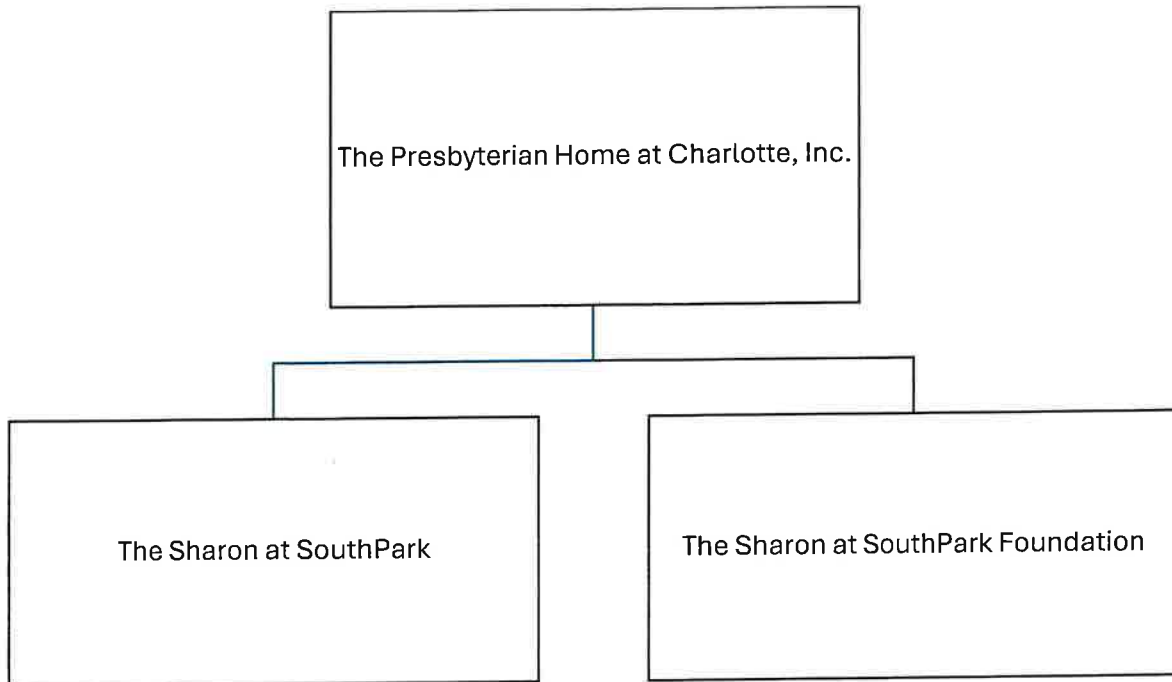 The Presbyterian Home at Charlotte, Inc.
The Sharon at SouthPark
The Sharon at SouthPark Foundation